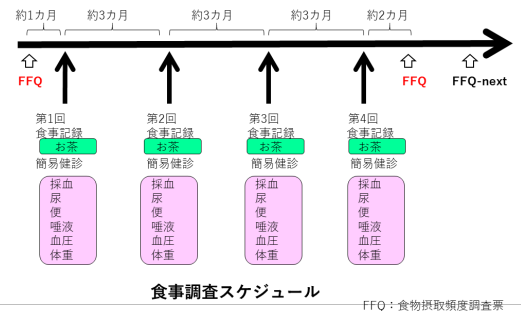 約1カ月 約3カ月 約3カ月 約3カ月 約2カ月
FFQ FFQ FFQ-next
第1回 第2回 第3回 第4回
食事記録 食事記録 食事記録 食事記録
お茶 お茶 お茶 お茶
簡易健診 簡易健診 簡易健診 簡易健診
採血 採血 採血 採血
尿 尿 尿 尿
便 便 便 便
唾液 唾液 唾液 唾液
血圧 血圧 血圧 血圧
体重 体重 体重 体重
食事調査スケジュール
FFQ：食物摂取頻度調査票